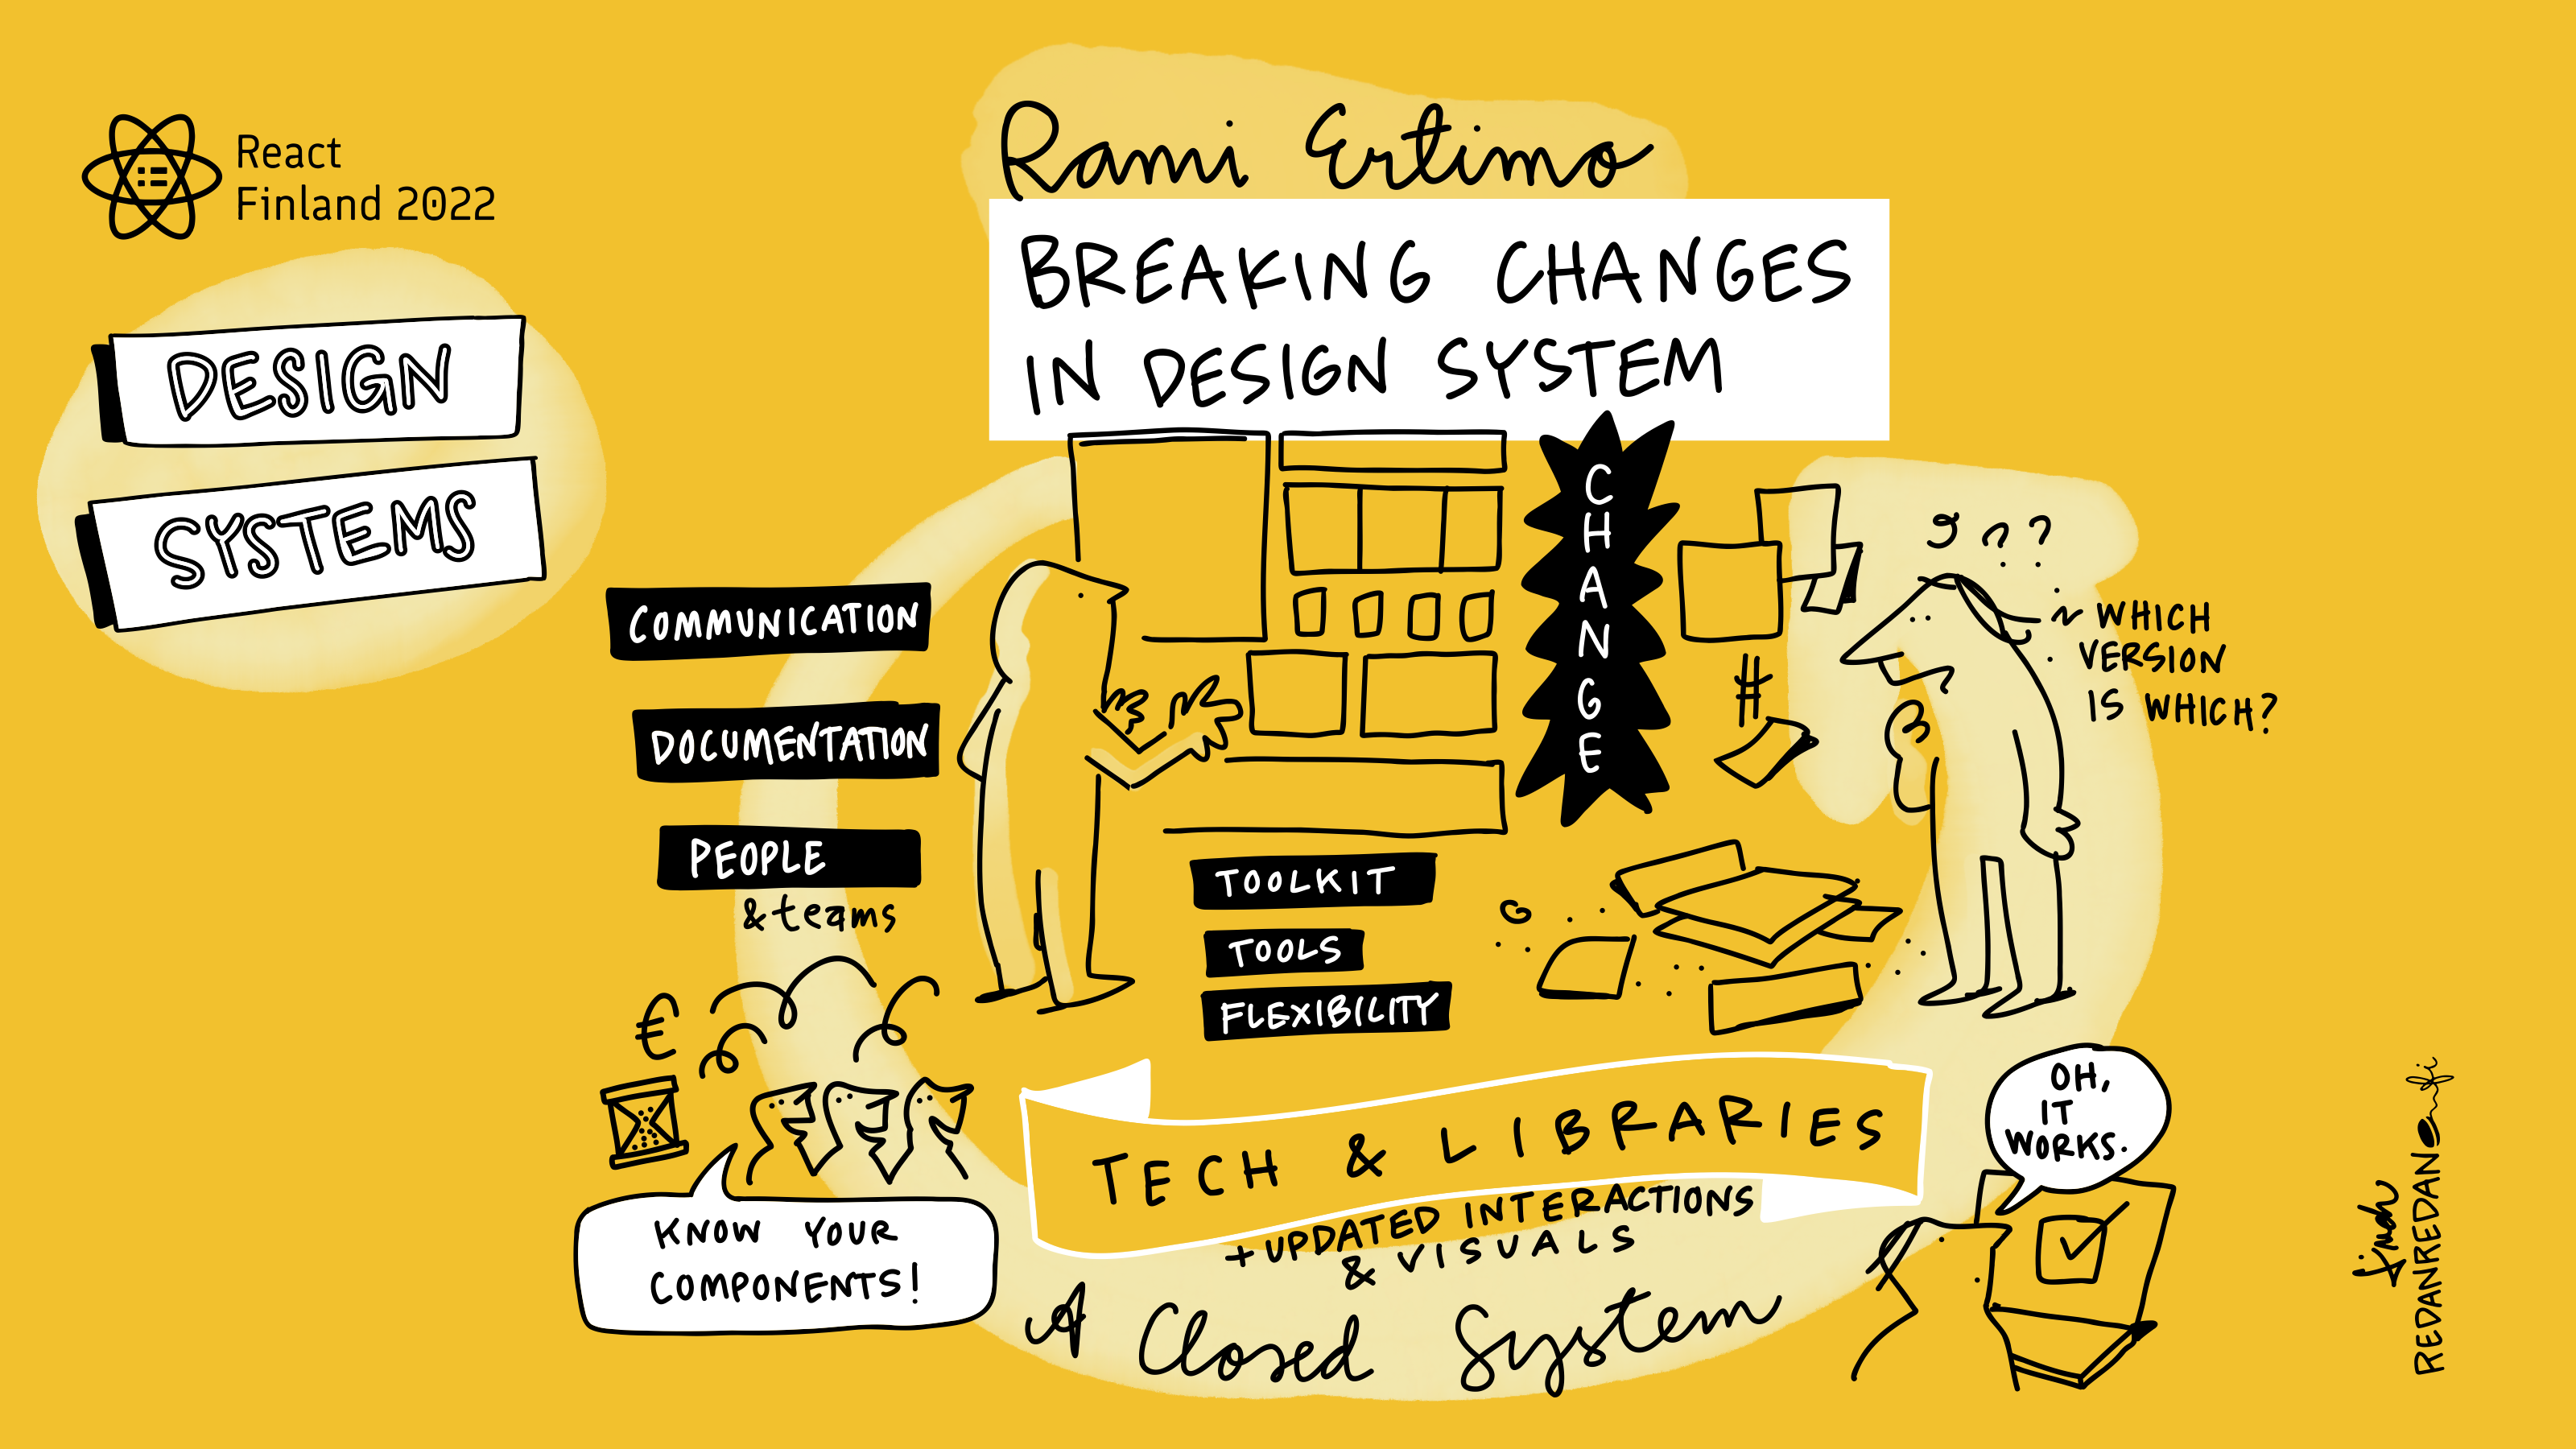 React
Finland 2022
DESIGN
SYSTEMS
Rami Ertimo
BREAKING CHANGES
IN DESIGN SYSTEM
CHANGE
???
WHICH
VERSION
IS WHICH?
COMMUNICATION
DOCUMENTATION
PEOPLE
& teams
#
TOOLKIT
TOOLS
FLEXIBILITY
€
KNOW YOUR
COMPONENTS!
TECH & LIBRARIES
+ UPDATED INTERACTIONS
& VISUALS
A Closed System
OH,
IT
WORKS.
REDANREDAN